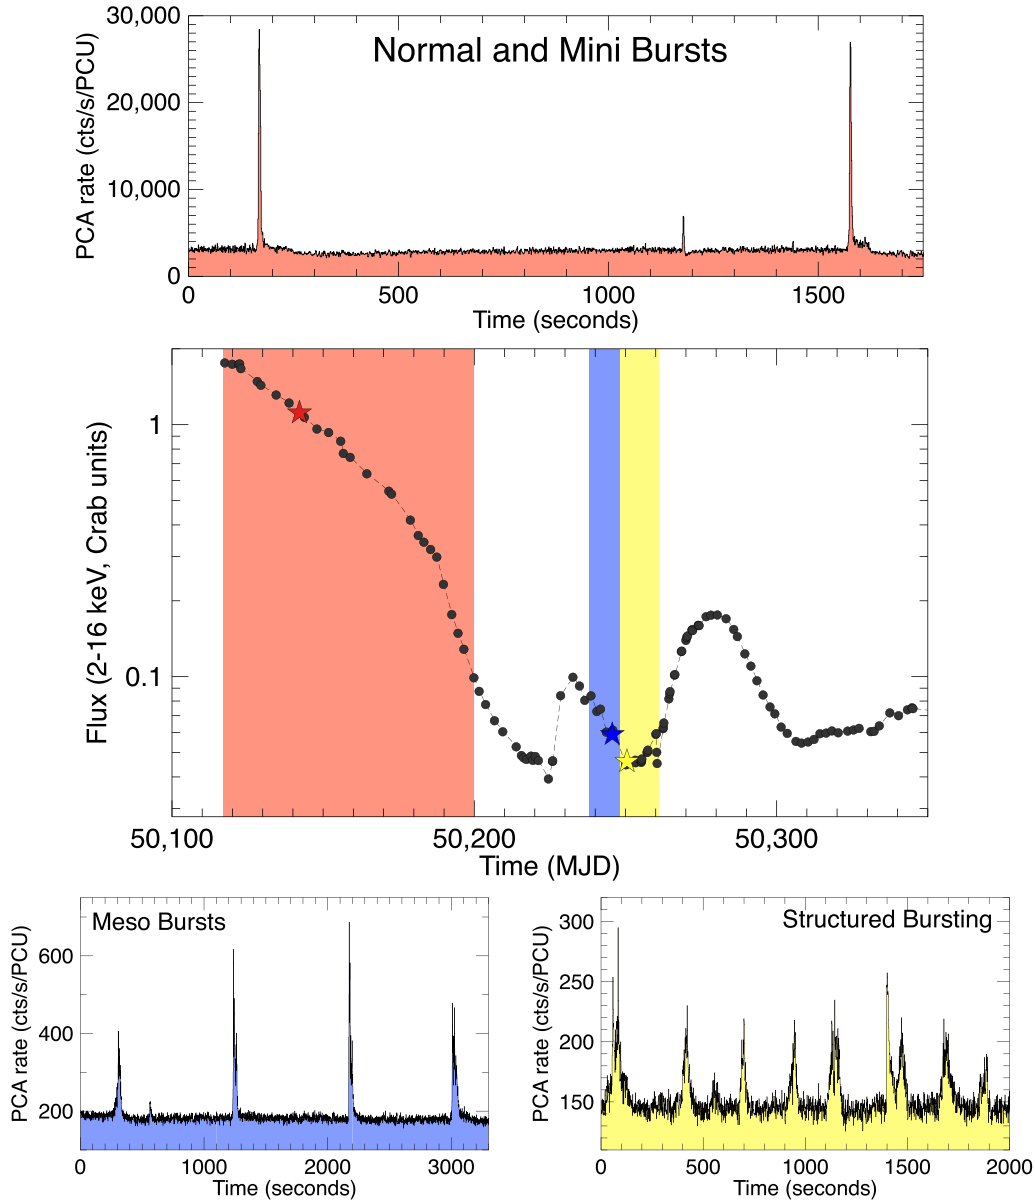 Normal and Mini Bursts
PCA rate (cts/s/PCU)
30,000
20,000
10,000
0
0 500 1000 1500
Time (seconds)
Flux (2-16 keV, Crab units)
1
0.1
50,100 50,200 50,300
Time (MJD)
Meso Bursts
PCA rate (cts/s/PCU)
600
400
200
0 1000 2000 3000
Time (seconds)
Structured Bursting
PCA rate (cts/s/PCU)
300
250
200
150
0 500 1000 1500 2000
Time (seconds)